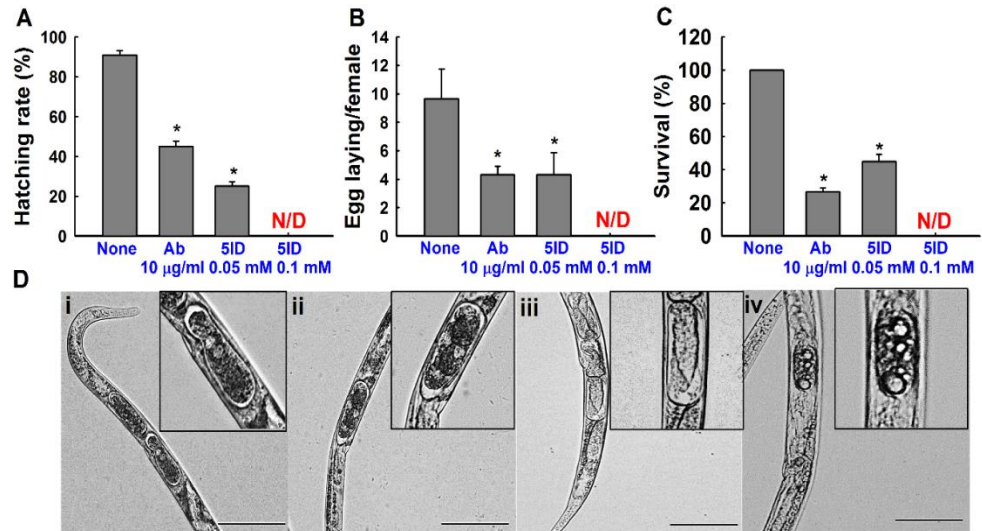 A
Hatching rate (%)
100
80
60
40
20
0
*
*
N/D
None Ab 5ID 5ID
10 μg/ml 0.05 mM 0.1 mM
B
Egg laying/female
14
12
10
8
6
4
2
0
*
*
N/D
None Ab 5ID 5ID
10 μg/ml 0.05 mM 0.1 mM
C
Survival (%)
120
100
80
60
40
20
0
*
*
N/D
None Ab 5ID 5ID
10 μg/ml 0.05 mM 0.1 mM
D
i
ii
iii
iv